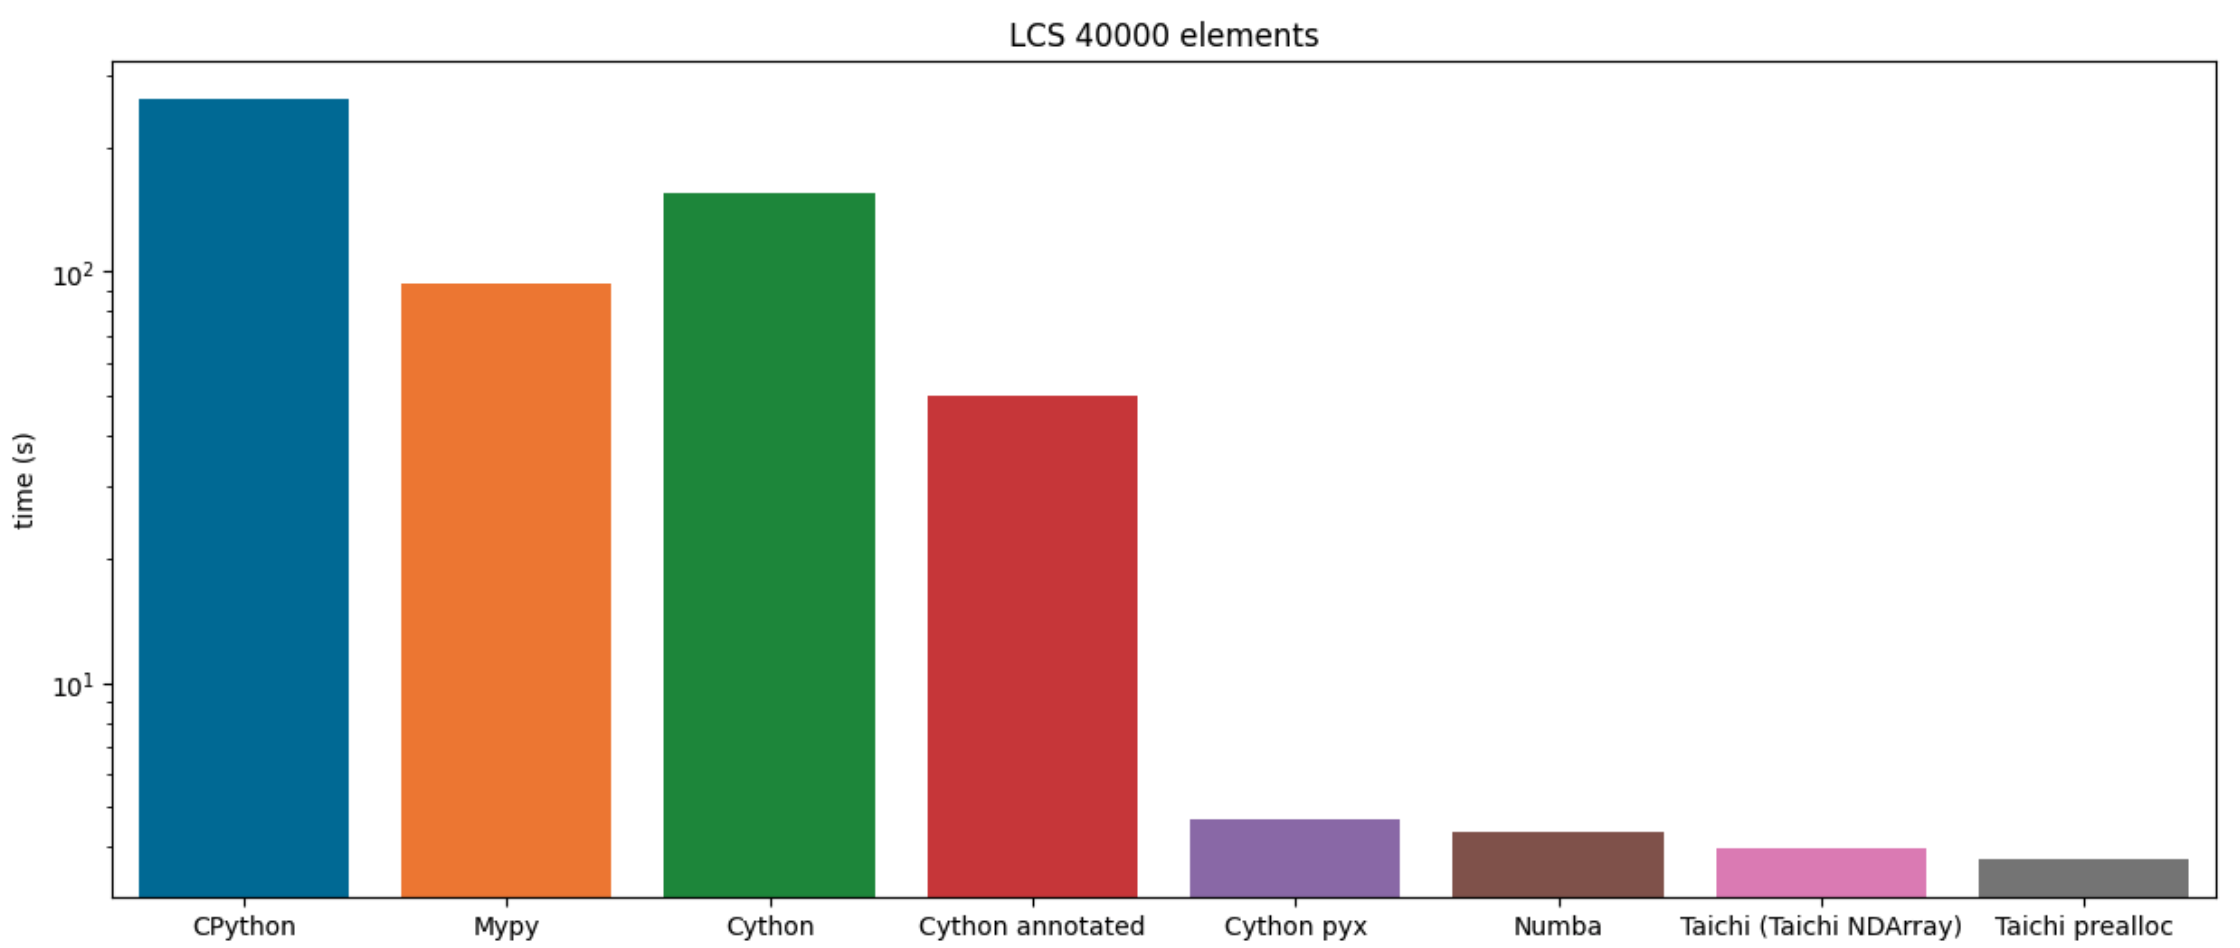 LCS 40000 elements
time (s)
10²
10¹
CPython
Mypy
Cython
Cython annotated
Cython pyx
Numba
Taichi (Taichi NDArray)
Taichi prealloc